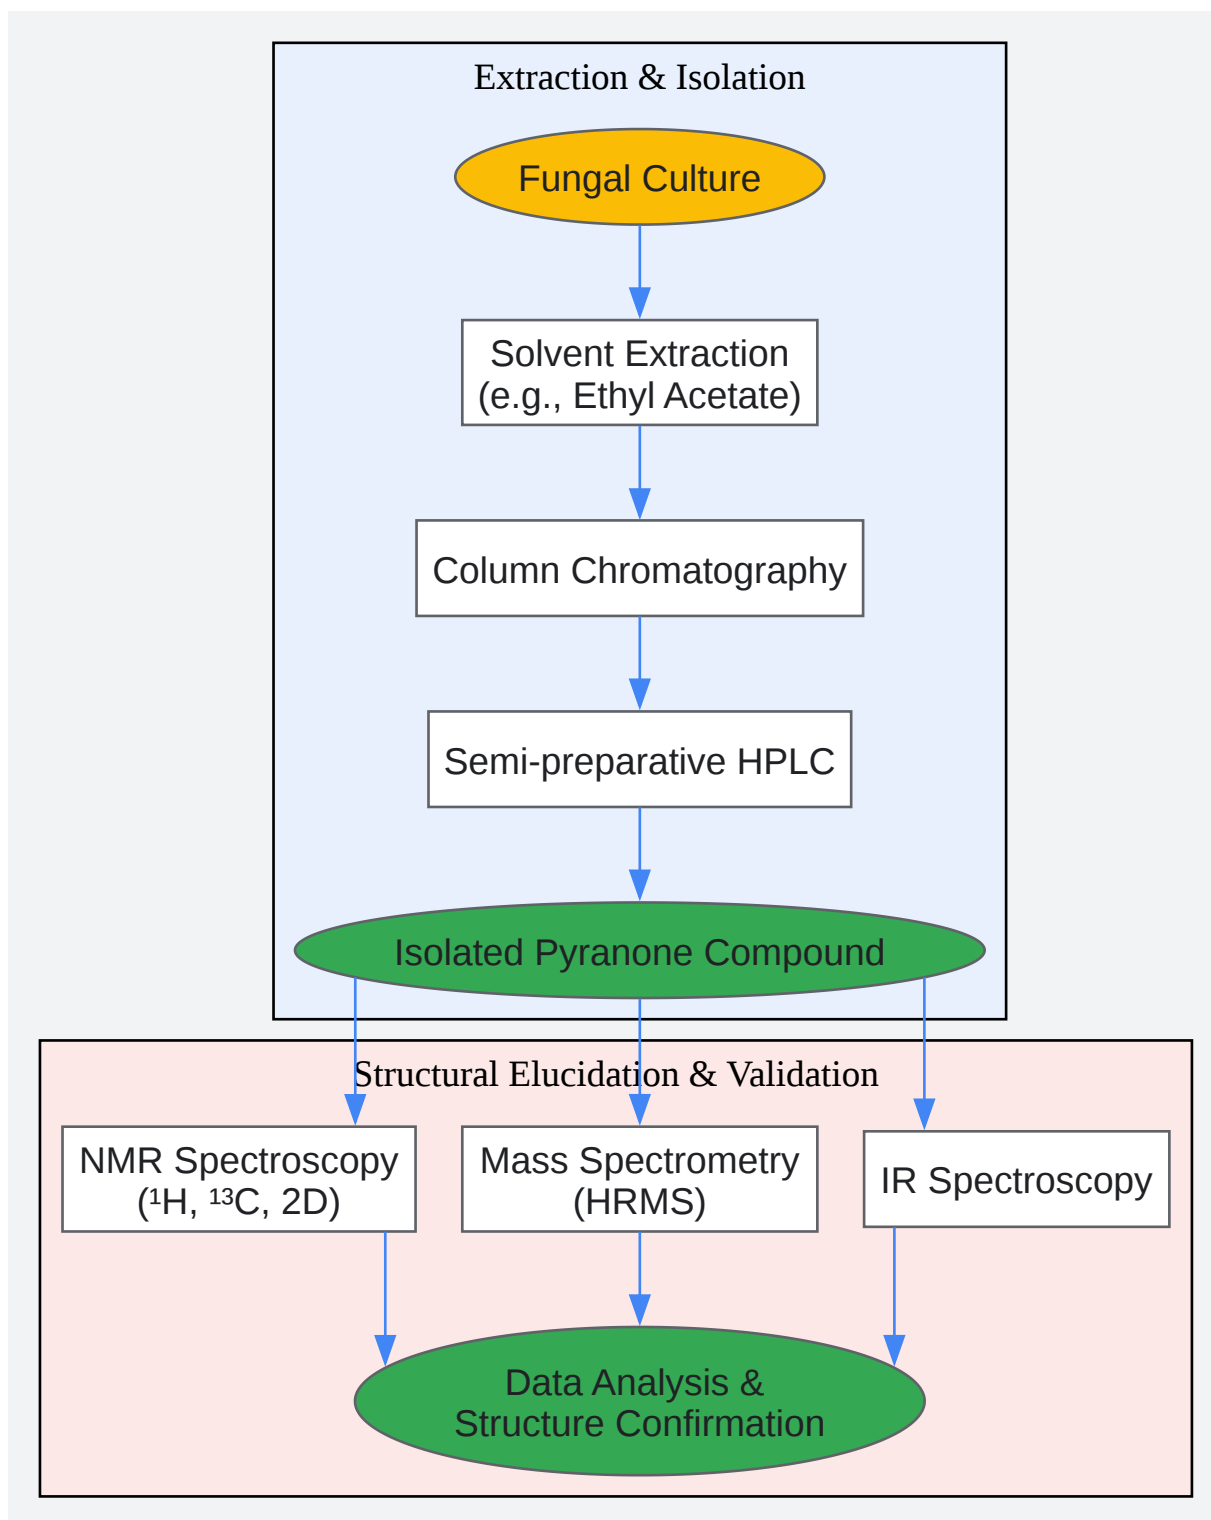 Extraction & Isolation
Fungal Culture
Solvent Extraction
(e.g., Ethyl Acetate)
Column Chromatography
Semi-preparative HPLC
Isolated Pyranone Compound
Structural Elucidation & Validation
NMR Spectroscopy
(¹H, ¹³C, 2D)
Mass Spectrometry
(HRMS)
IR Spectroscopy
Data Analysis &
Structure Confirmation